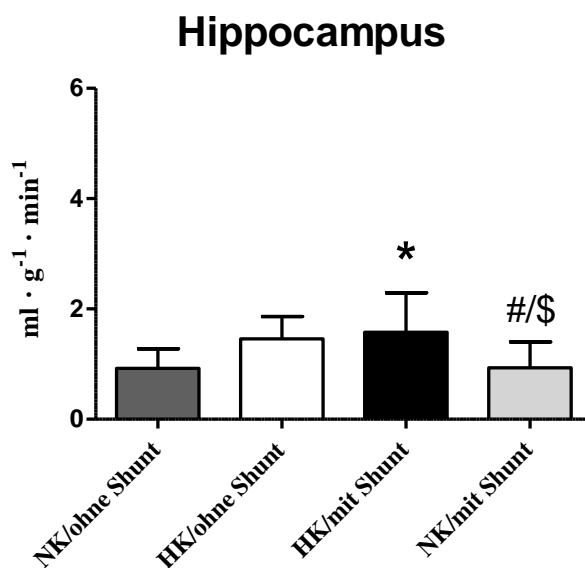 Hippocampus
ml · g⁻¹ · min⁻¹
6
4
2
0
*
#/$
NK/ohne Shunt
HK/ohne Shunt
HK/mit Shunt
NK/mit Shunt